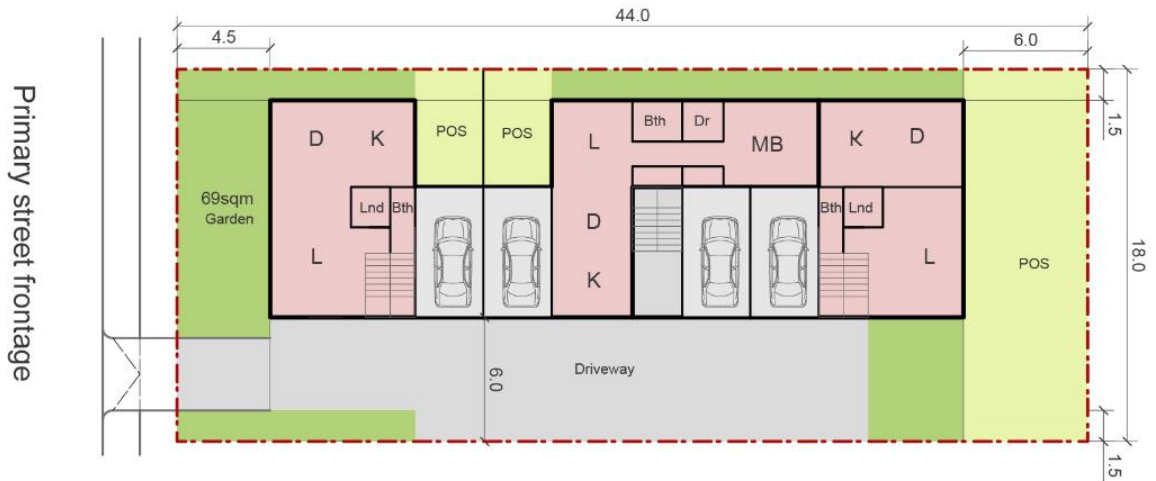 44.0
4.5
6.0
Primary street frontage
1.5
D K
POS
POS
L
Bth
Dr
MB
K D
69sqm
Garden
Lnd
Bth
L
D
K
Bth
Lnd
L
POS
18.0
6.0
Driveway
1.5